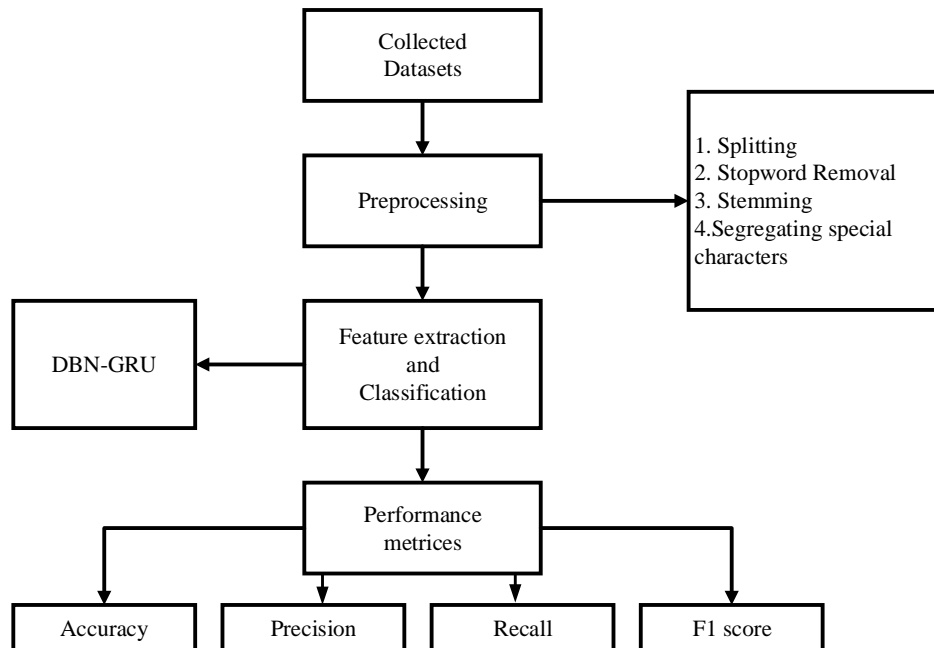 Collected
Datasets
Preprocessing
1. Splitting
2. Stopword Removal
3. Stemming
4.Segregating special
characters
DBN-GRU
Feature extraction
and
Classification
Performance
metrices
Accuracy
Precision
Recall
F1 score